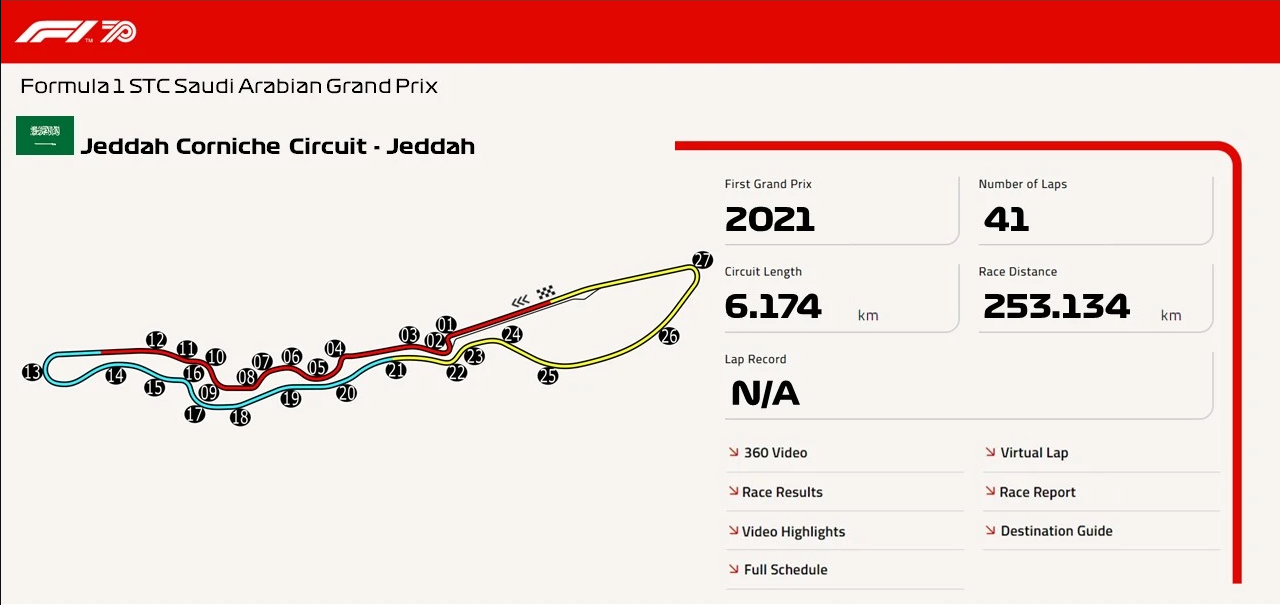 F1 TM 70
Formula 1 STC Saudi Arabian Grand Prix
Jeddah Corniche Circuit - Jeddah
First Grand Prix
2021
Number of Laps
41
Circuit Length
6.174 km
Race Distance
253.134 km
Lap Record
N/A
27
01
03
02
24
26
12
11
10
07
06
04
05
23
13
14
16
08
21
22
25
15
09
19
20
17
18
360 Video
Virtual Lap
Race Results
Race Report
Video Highlights
Destination Guide
Full Schedule